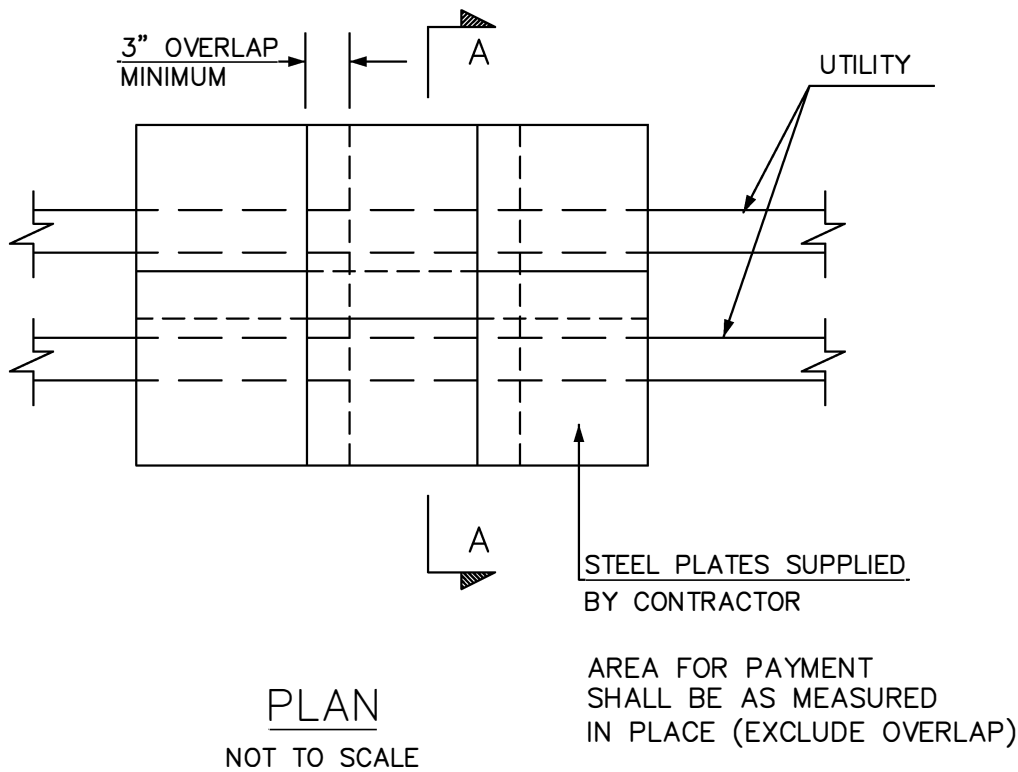 3" OVERLAP
MINIMUM
A
UTILITY
A
STEEL PLATES SUPPLIED
BY CONTRACTOR
AREA FOR PAYMENT
SHALL BE AS MEASURED
IN PLACE (EXCLUDE OVERLAP)
PLAN
NOT TO SCALE